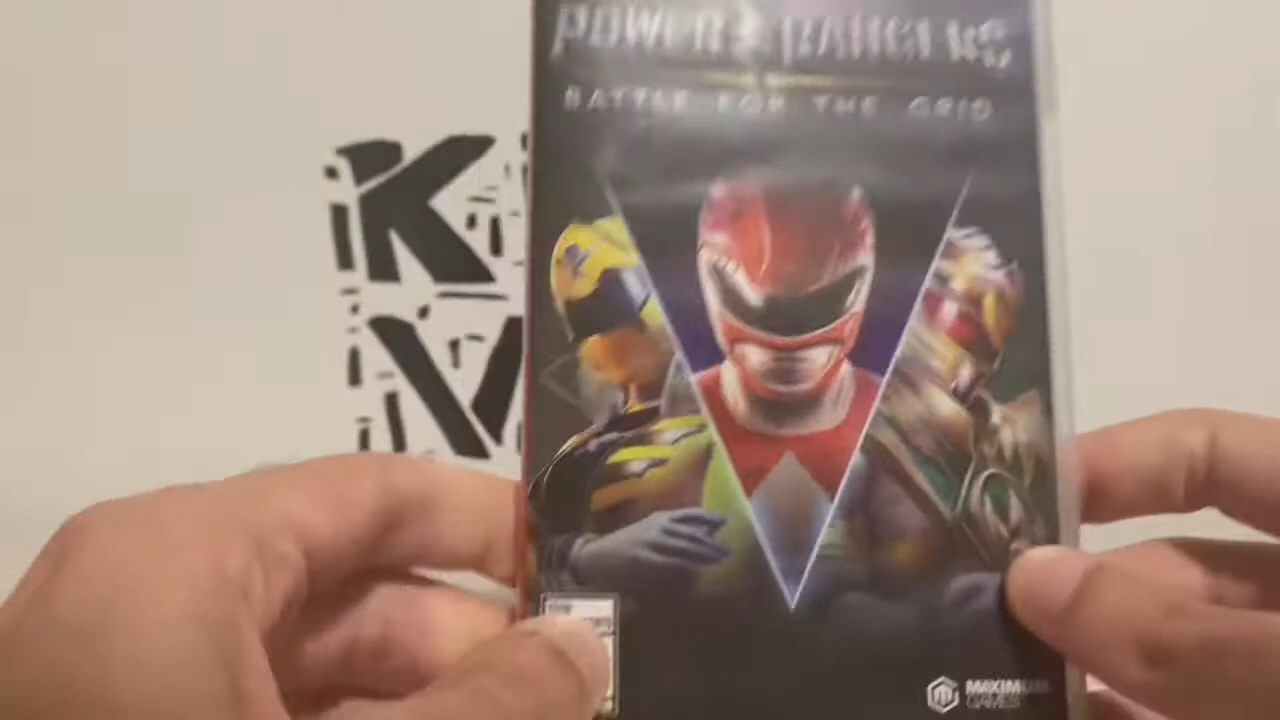 POWER RANGERS
BATTLE FOR THE GRID
K
V
MAXIMUM
GAMES